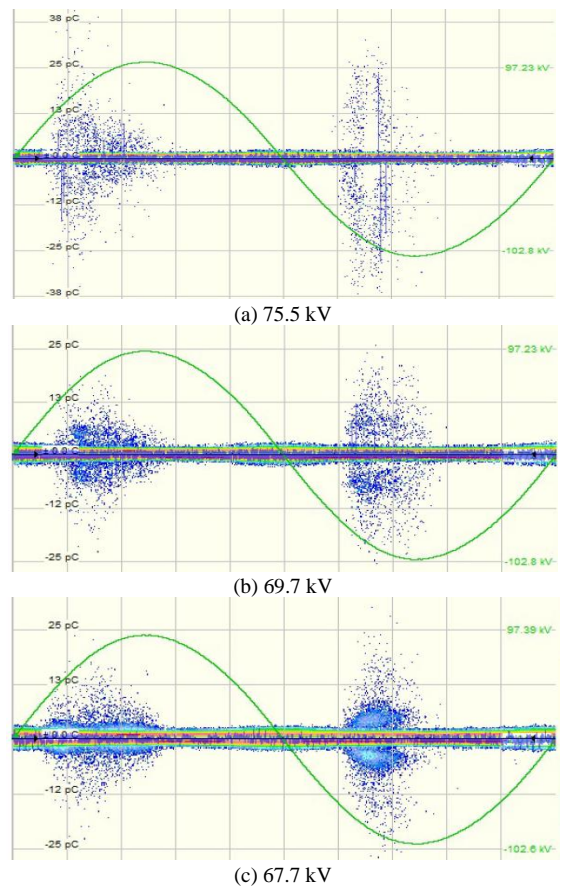 38 pC
25 pC
97.23 kV
13 pC
-12 pC
-25 pC
-102.8 kV
-38 pC
(a) 75.5 kV
25 pC
97.23 kV
13 pC
-12 pC
-25 pC
-102.8 kV
(b) 69.7 kV
25 pC
97.39 kV
13 pC
-12 pC
-25 pC
-102.6 kV
(c) 67.7 kV